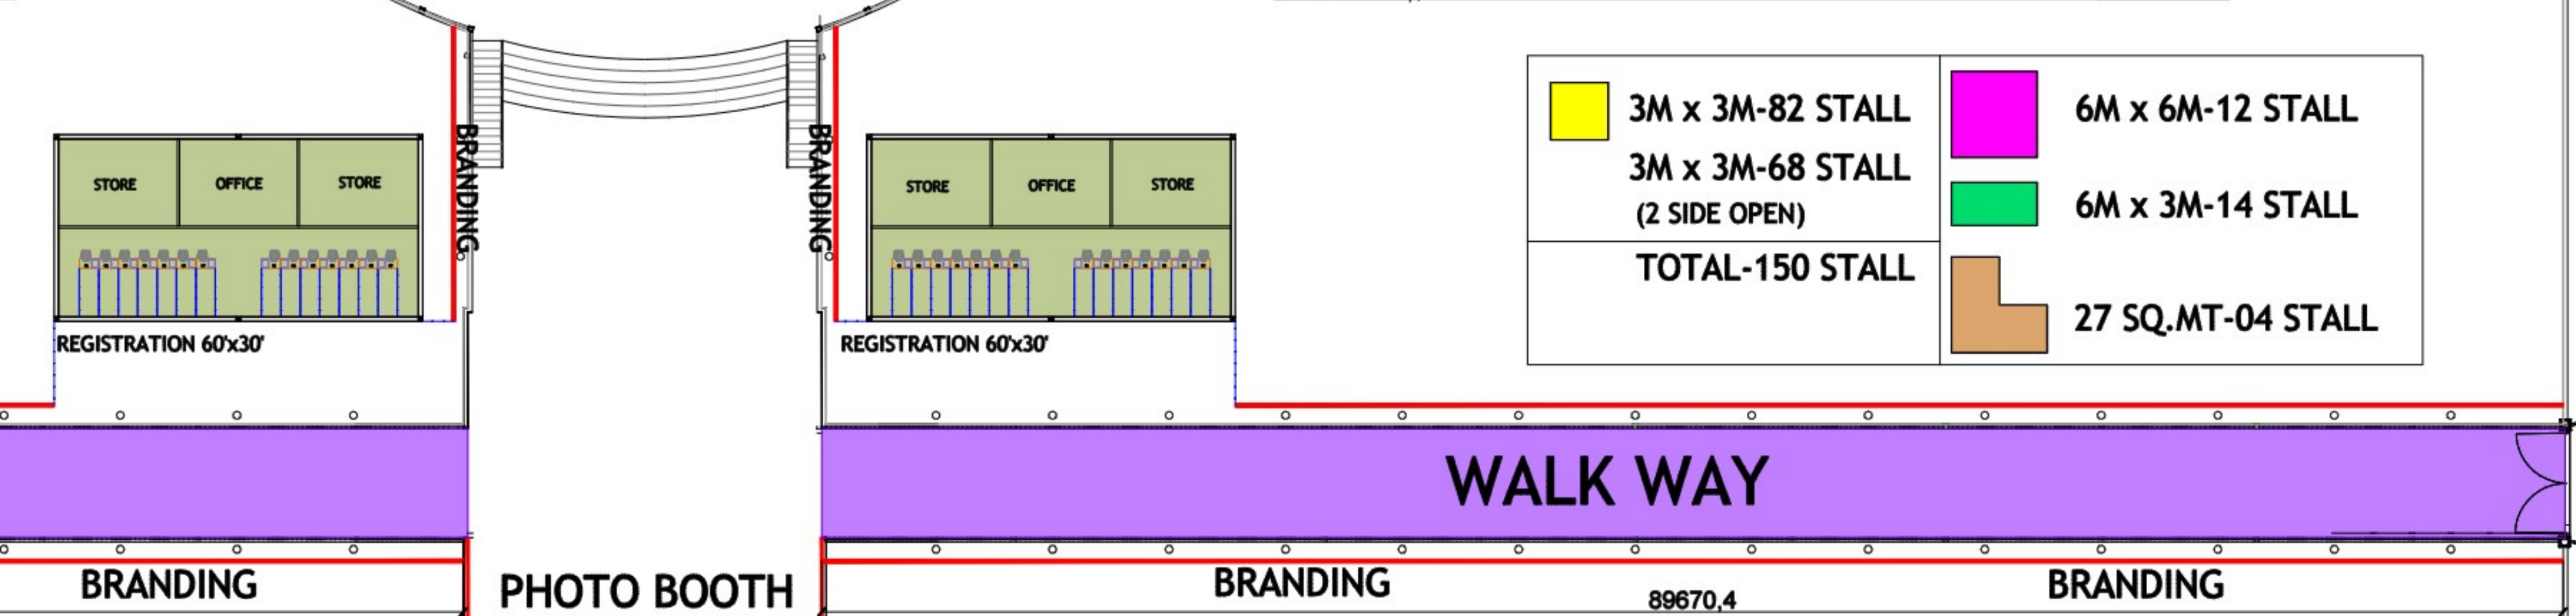 3M x 3M-82 STALL
3M x 3M-68 STALL
(2 SIDE OPEN)
TOTAL-150 STALL
6M x 6M-12 STALL
6M x 3M-14 STALL
27 SQ.MT-04 STALL
BRANDING
BRANDING
STORE
OFFICE
STORE
STORE
OFFICE
STORE
REGISTRATION 60'x30'
REGISTRATION 60'x30'
WALK WAY
BRANDING
PHOTO BOOTH
BRANDING
89670,4
BRANDING